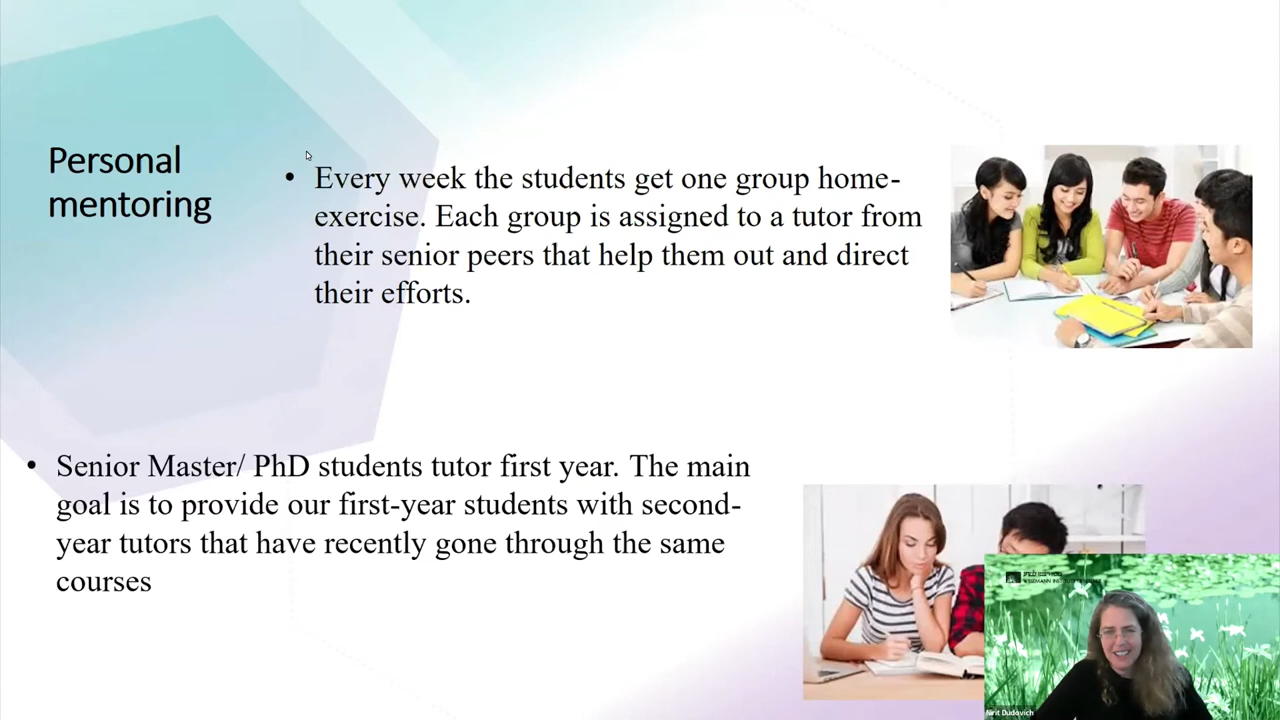 Personal
mentoring
• Every week the students get one group home-
exercise. Each group is assigned to a tutor from
their senior peers that help them out and direct
their efforts.
• Senior Master/ PhD students tutor first year. The main
goal is to provide our first-year students with second-
year tutors that have recently gone through the same
courses
Nirit Dudovich